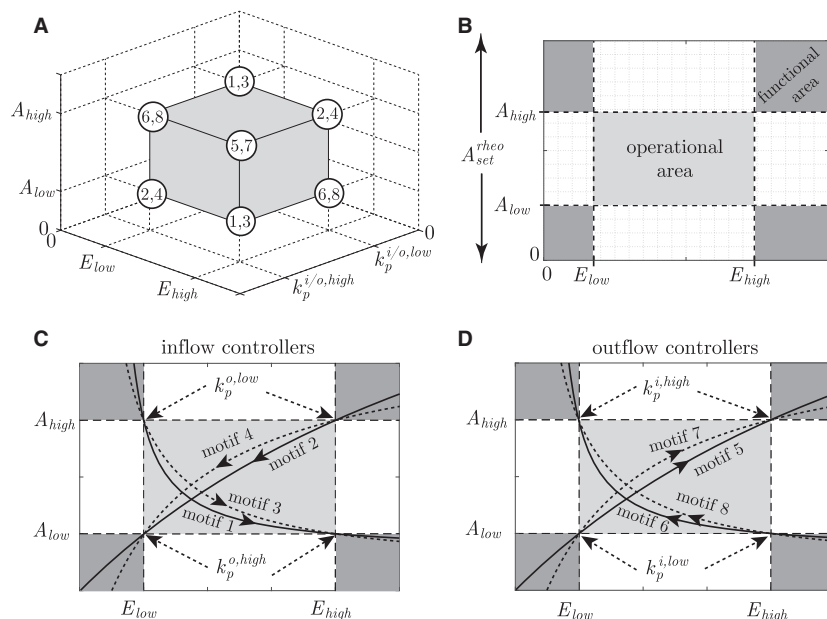 A
1,3
6,8
2,4
5,7
2,4
6,8
1,3
A_high
A_low
0
0
0
E_low
E_high
k_p^{i/o,high}
k_p^{i/o,low}
B
A_set^rheo
A_high
A_low
0
0
E_low
E_high
functional
area
operational
area
C
inflow controllers
k_p^{o,low}
A_high
A_low
motif 4
motif 2
motif 3
motif 1
k_p^{o,high}
E_low
E_high
D
outflow controllers
k_p^{i,high}
A_high
A_low
motif 7
motif 5
motif 8
motif 6
k_p^{i,low}
E_low
E_high